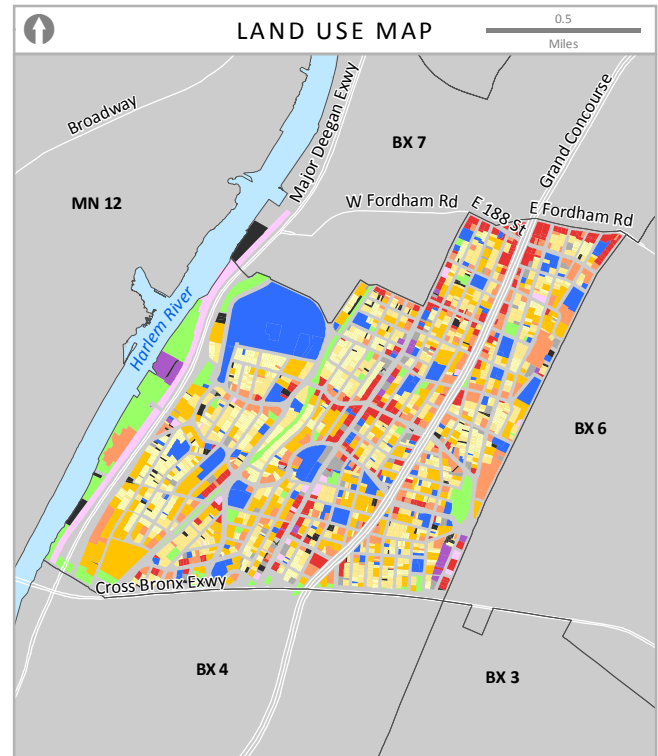 LAND USE MAP
0.5
Miles
Broadway
Major Deegan Exwy
Grand Concourse
BX 7
MN 12
W Fordham Rd
E 188 St
E Fordham Rd
Harlem River
BX 6
Cross Bronx Exwy
BX 4
BX 3